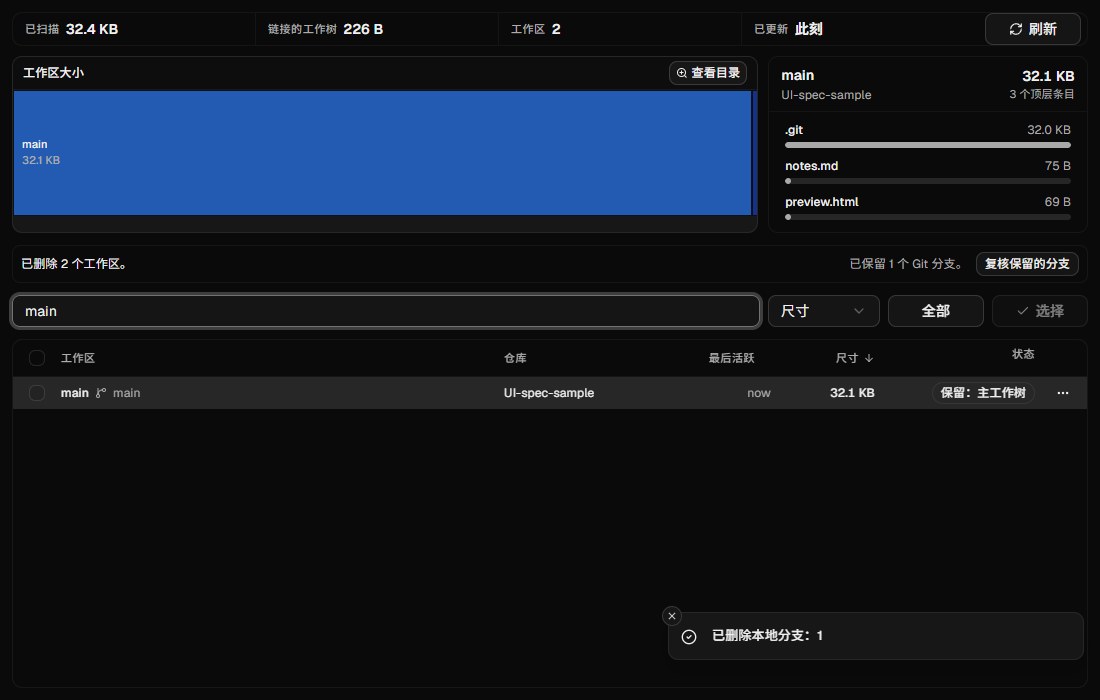 已扫描 32.4 KB 链接的工作树 226 B 工作区 2 已更新 此刻 刷新
工作区大小 查看目录
main
32.1 KB
main 32.1 KB
UI-spec-sample 3 个顶层条目
.git 32.0 KB
notes.md 75 B
preview.html 69 B
已删除 2 个工作区。 已保留 1 个 Git 分支。 复核保留的分支
main 尺寸 全部 选择
工作区 仓库 最后活跃 尺寸 状态
main main UI-spec-sample now 32.1 KB 保留：主工作树
已删除本地分支：1